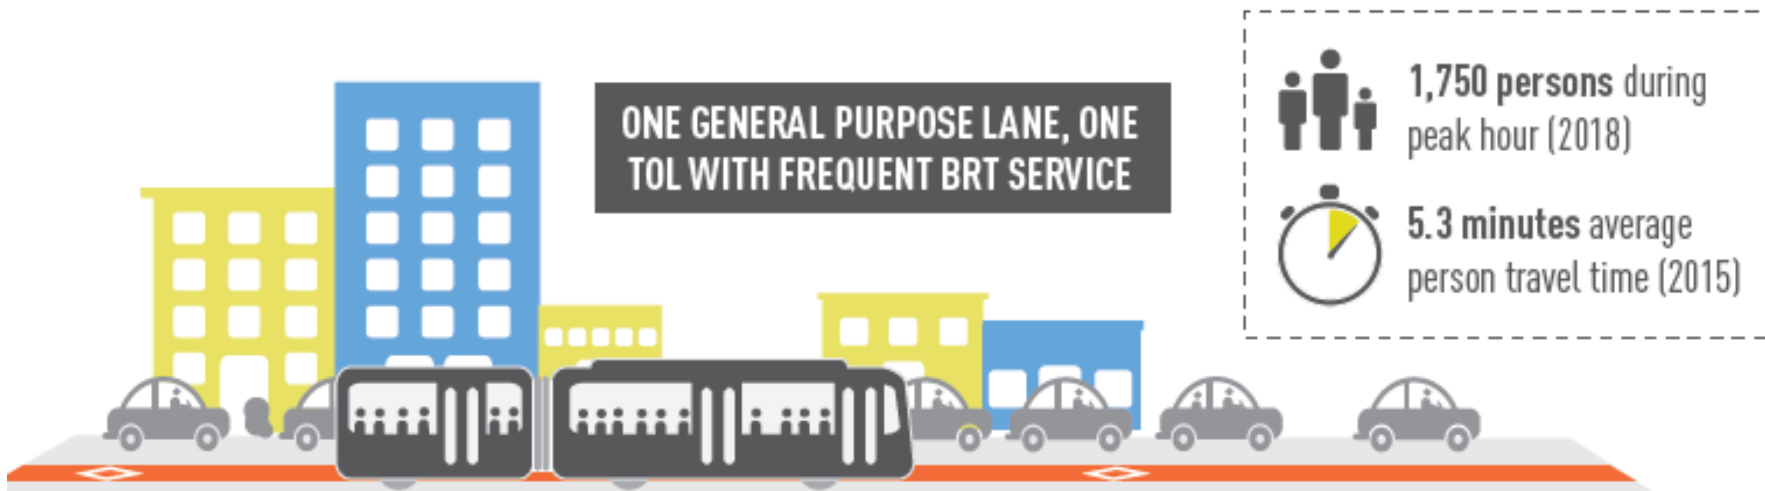 ONE GENERAL PURPOSE LANE, ONE
TOL WITH FREQUENT BRT SERVICE
1,750 persons during
peak hour (2018)
5.3 minutes average
person travel time (2015)